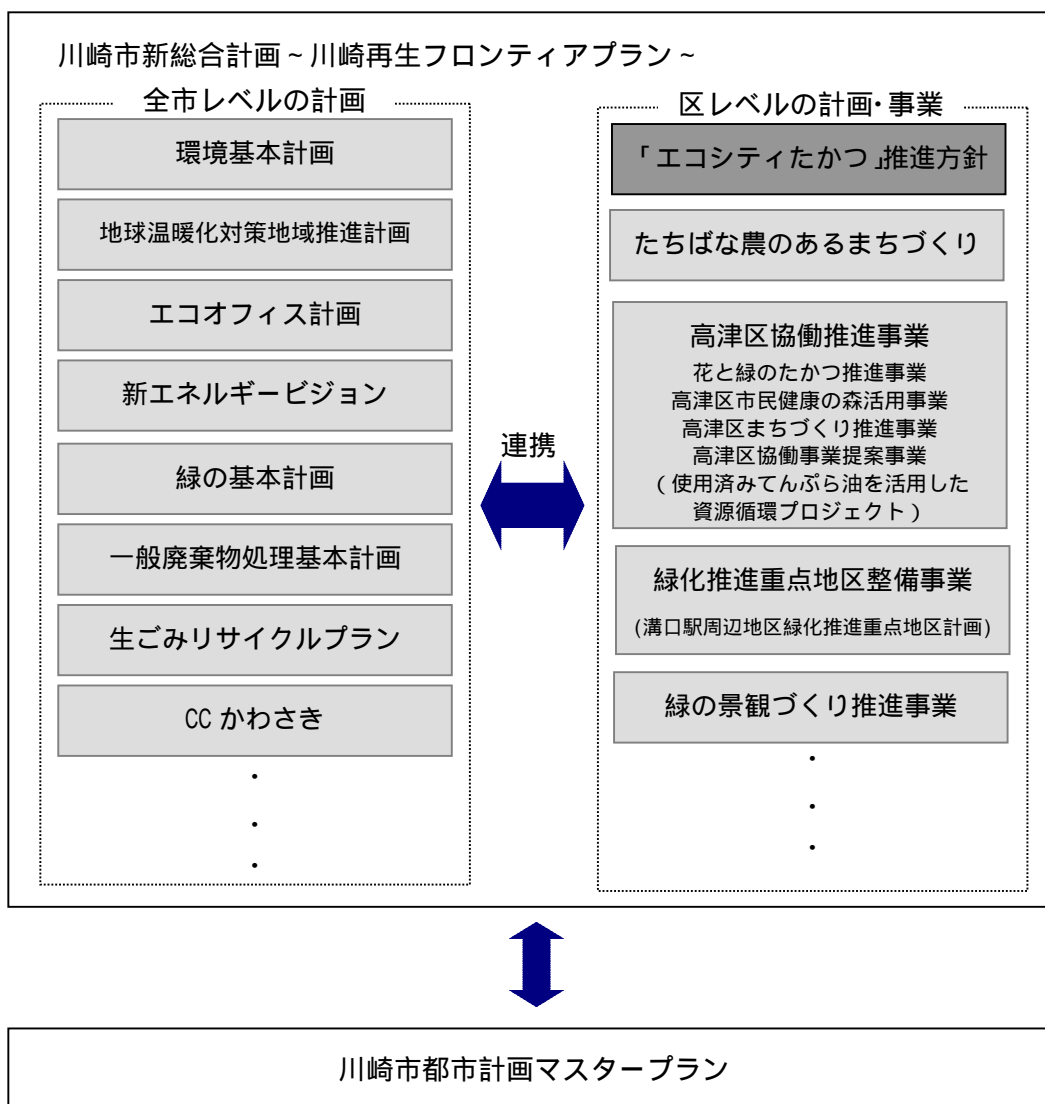 川崎市新総合計画~川崎再生フロンティアプラン~
全市レベルの計画
環境基本計画
地球温暖化対策地域推進計画
エコオフィス計画
新エネルギービジョン
緑の基本計画
一般廃棄物処理基本計画
生ごみリサイクルプラン
CCかわさき
・
・
・
連携
区レベルの計画・事業
「エコシティたかつ」推進方針
たちばな農のあるまちづくり
高津区協働推進事業
花と緑のたかつ推進事業
高津区市民健康の森活用事業
高津区まちづくり推進事業
高津区協働事業提案事業
(使用済みてんぷら油を活用した
資源循環プロジェクト)
緑化推進重点地区整備事業
(溝口駅周辺地区緑化推進重点地区計画)
緑の景観づくり推進事業
・
・
・
川崎市都市計画マスタープラン